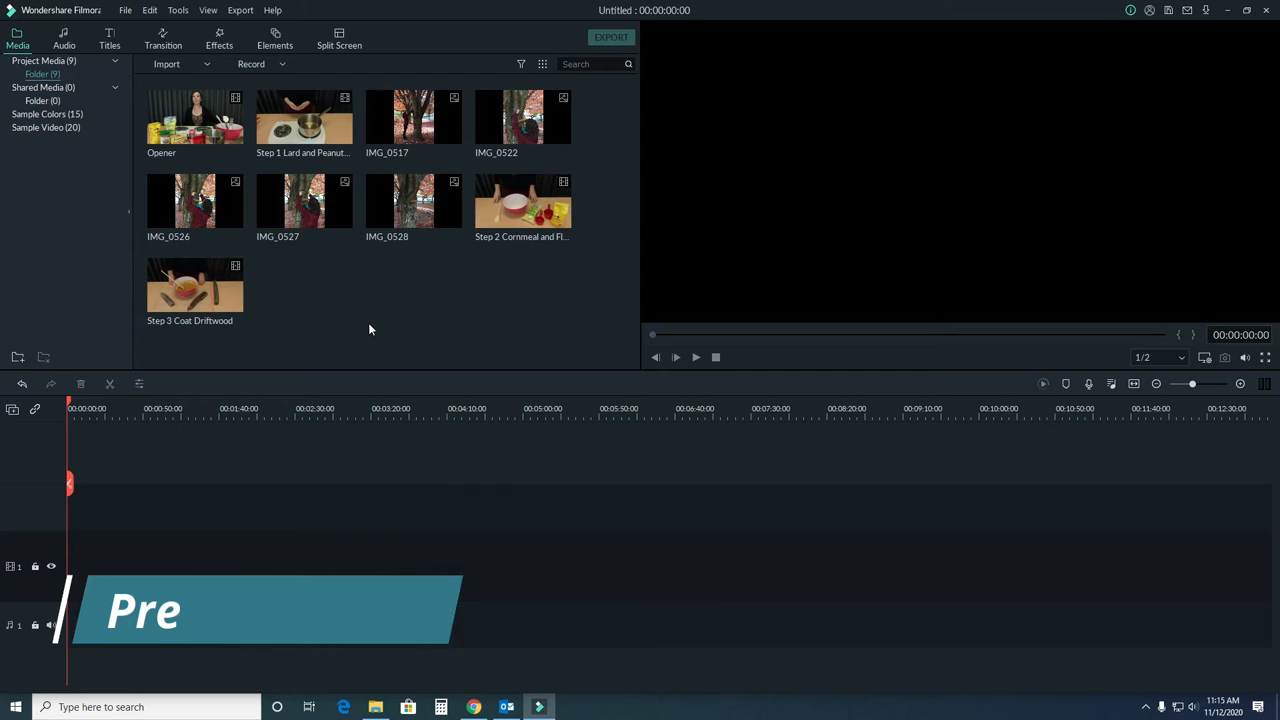 Wondershare Filmora File Edit Tools View Export Help Untitled : 00:00:00:00
Media Audio Titles Transition Effects Elements Split Screen EXPORT
Project Media (9) Import Record Search
Folder (9)
Shared Media (0)
Folder (0)
Sample Colors (15)
Sample Video (20)
Opener Step 1 Lard and Peanut... IMG_0517 IMG_0522
IMG_0526 IMG_0527 IMG_0528 Step 2 Cornmeal and Fl...
Step 3 Coat Driftwood
00:00:00:00
1/2
00:00:00:00 00:00:50:00 00:01:40:00 00:02:30:00 00:03:20:00 00:04:10:00 00:05:00:00 00:05:50:00 00:06:40:00 00:07:30:00 00:08:20:00 00:09:10:00 00:10:00:00 00:10:50:00 00:11:40:00 00:12:30:00
1
Pre
1
Type here to search
11:15 AM
11/12/2020